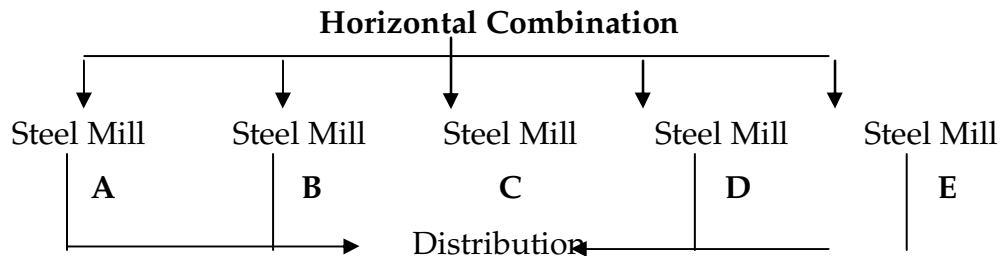 Horizontal Combination
Steel Mill Steel Mill Steel Mill Steel Mill Steel Mill
A B C D E
Distribution